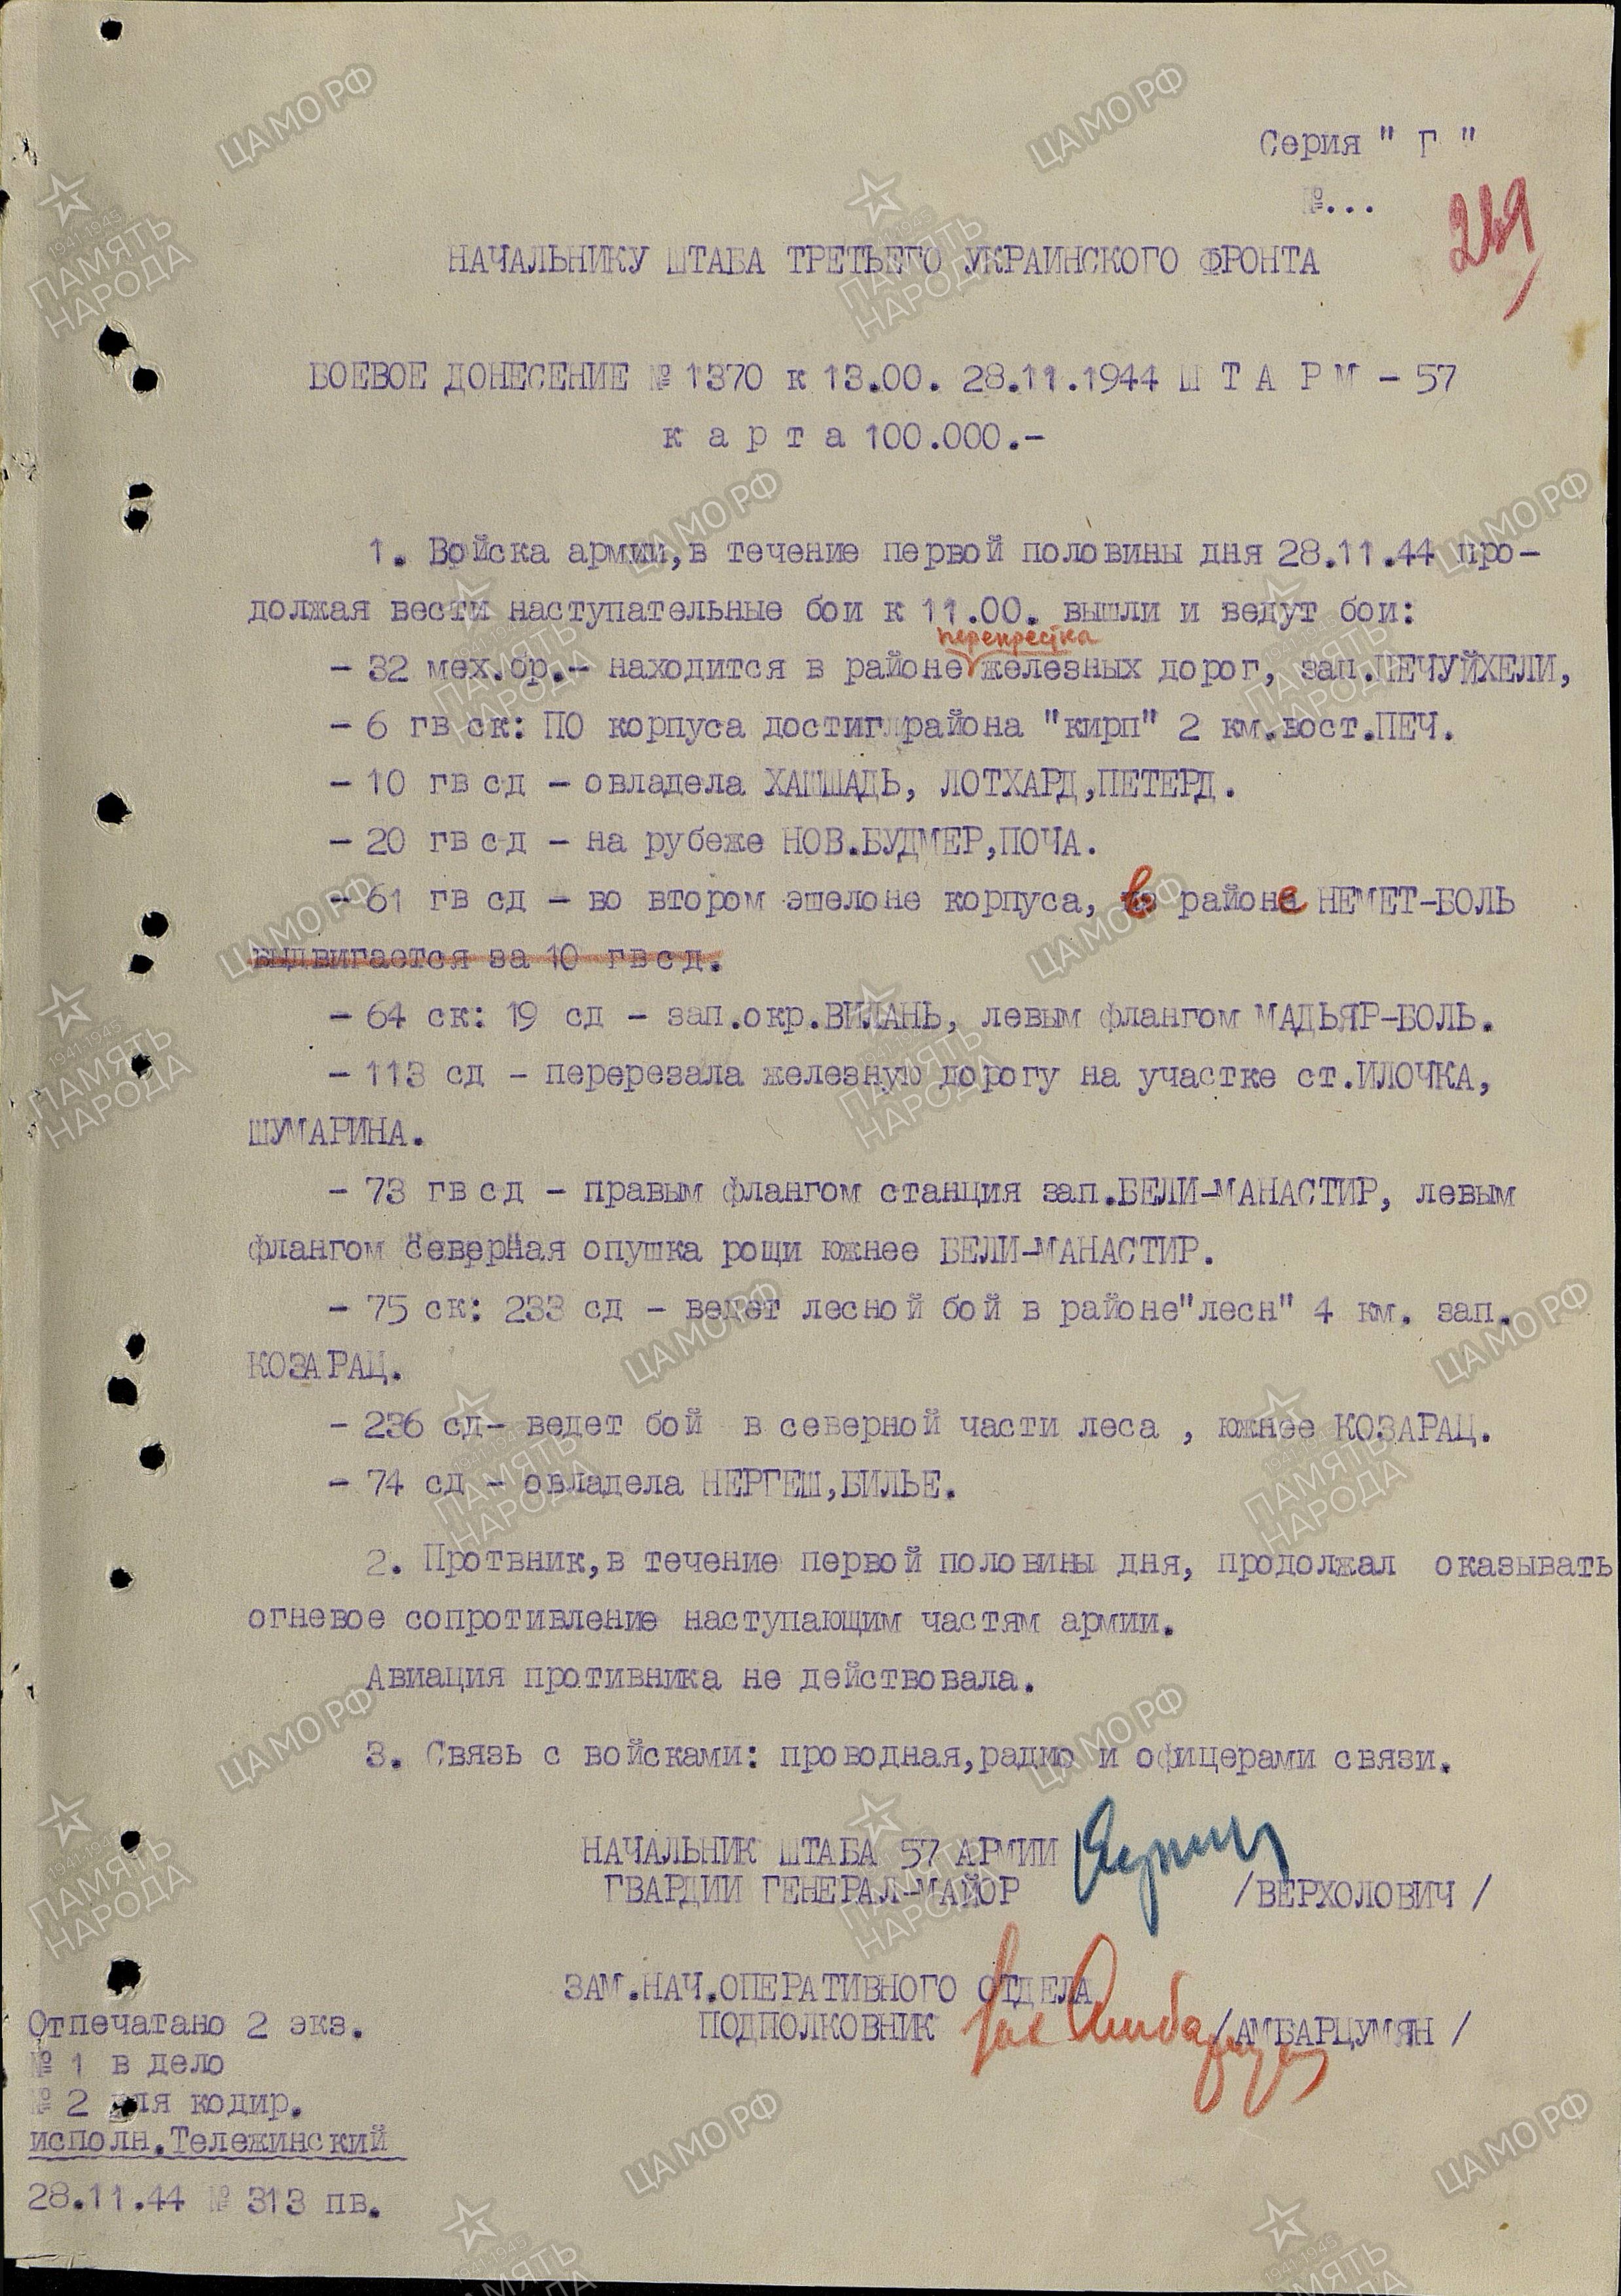 Серия " Г "
№...
249
НАЧАЛЬНИКУ ШТАБА ТРЕТЬЕГО УКРАИНСКОГО ФРОНТА
БОЕВОЕ ДОНЕСЕНИЕ № 1370 к 13.00. 28.11.1944 Ш Т А Р М - 57
к а р т а 100.000.-
1. Войска армии,в течение первой половины дня 28.11.44 про-
должая вести наступательные бои к 11.00. вышли и ведут бои:
перекрестка
- 32 мех.бр.- находится в районе железных дорог, зап.ПЕЧУЙХЕЛИ,
- 6 гв ск: ПО корпуса достиг района "кирп" 2 км.вост.ПЕЧ.
- 10 гв сд - овладела ХАШШАДЬ, ЛОТХАРД,ПЕТЕРД.
- 20 гв сд - на рубеже НОВ.БУДМЕР,ПОЧА.
- 61 гв сд - во втором эшелоне корпуса, в районе НЕМЕТ-БОЛЬ
выдвигается за 10 гв сд.
- 64 ск: 19 сд - зап.окр.ВИЛАНЬ, левым флангом МАДЬЯР-БОЛЬ.
- 113 сд - перерезала железную дорогу на участке ст.ИЛОЧКА,
ШУМАРИНА.
- 73 гв сд - правым флангом станция зап.БЕЛИ-МАНАСТИР, левым
флангом северная опушка рощи южнее БЕЛИ-МАНАСТИР.
- 75 ск: 233 сд - ведет лесной бой в районе"лесн" 4 км. зап.
КОЗАРАЦ.
- 236 сд- ведет бой в северной части леса , южнее КОЗАРАЦ.
- 74 сд - овладела НЕРГЕШ,БИЛЬЕ.
2. Протвник,в течение первой половины дня, продолжал оказывать
огневое сопротивление наступающим частям армии.
Авиация противника не действовала.
3. Связь с войсками: проводная,радио и офицерами связи.
НАЧАЛЬНИК ШТАБА 57 АРМИИ
ГВАРДИИ ГЕНЕРАЛ-МАЙОР /ВЕРХОЛОВИЧ /
ЗАМ.НАЧ.ОПЕРАТИВНОГО ОТДЕЛА
ПОДПОЛКОВНИК /АМБАРЦУМЯН /
Отпечатано 2 экз.
№ 1 в дело
№ 2 для кодир.
исполн.Тележинский
28.11.44 № 313 пв.
ЦАМО РФ
1941-1945
ПАМЯТЬ
НАРОДА